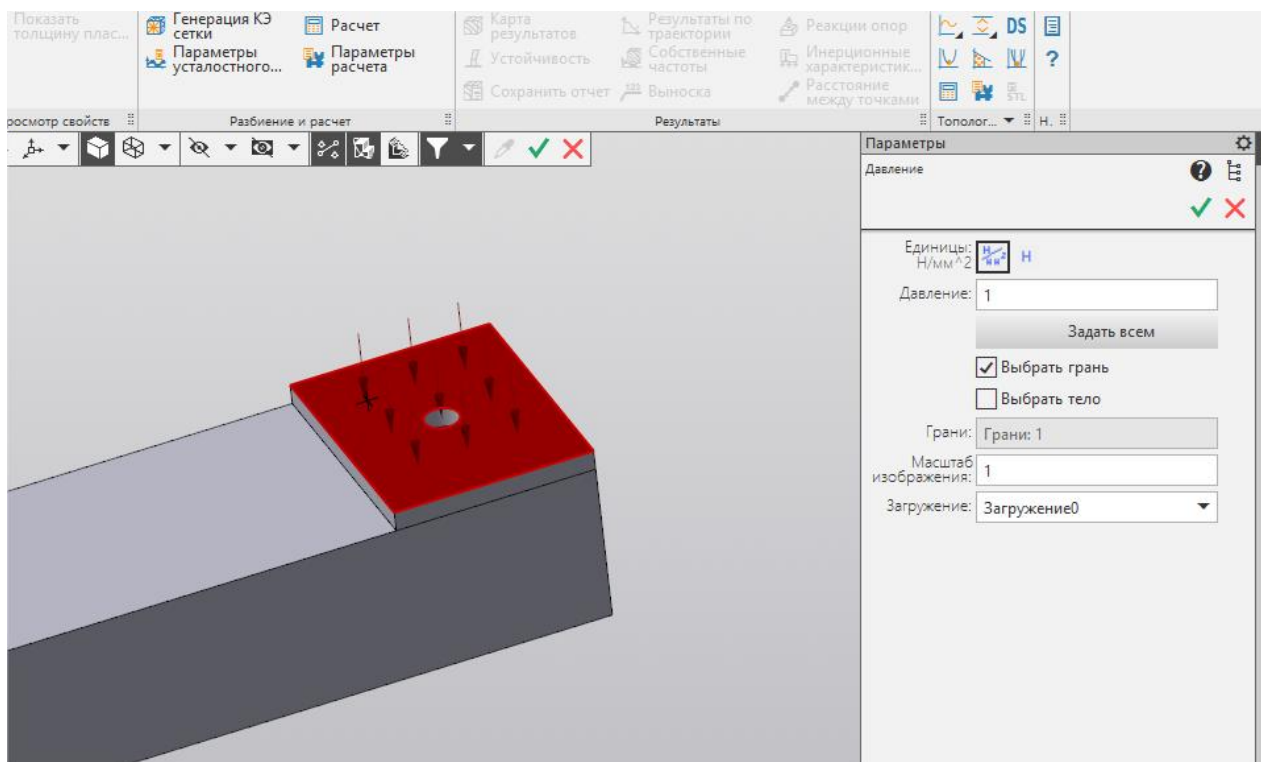 Показать
толщину плас...
Генерация КЭ
сетки
Параметры
усталостного...
Расчет
Параметры
расчета
Карта
результатов
Устойчивость
Сохранить отчет
Результаты по
траектории
Собственные
частоты
Выноска
Реакции опор
Инерционные
характеристик...
Расстояние
между точками
DS
?
STL
росмотр свойств
Разбиение и расчет
Результаты
Тополог...
Н.
Параметры
Давление
Единицы:
Н/мм^2
Н
Давление:
1
Задать всем
Выбрать грань
Выбрать тело
Грани:
Грани: 1
Масштаб
изображения:
1
Загружение:
Загружение0